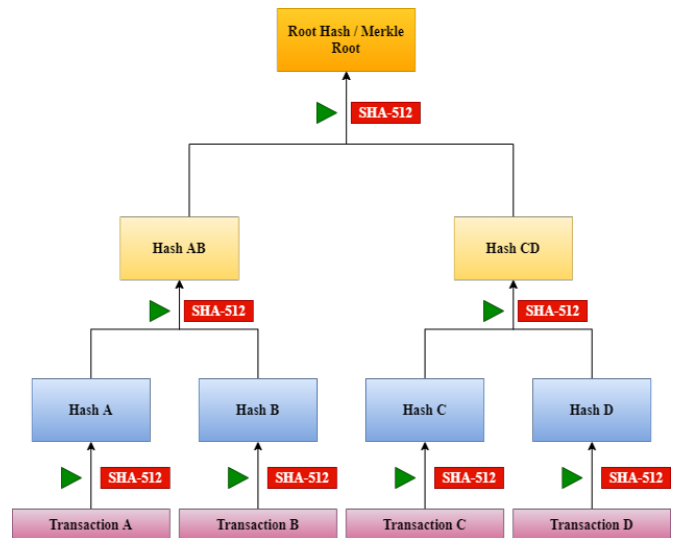 Root Hash / Merkle
Root
SHA-512
Hash AB
Hash CD
SHA-512
SHA-512
Hash A
Hash B
Hash C
Hash D
SHA-512
SHA-512
SHA-512
SHA-512
Transaction A
Transaction B
Transaction C
Transaction D